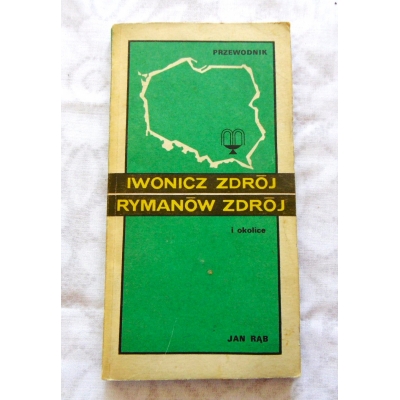 PRZEWODNIK
IWONICZ ZDRÓJ
RYMANÓW ZDRÓJ
i okolice
JAN RĄB